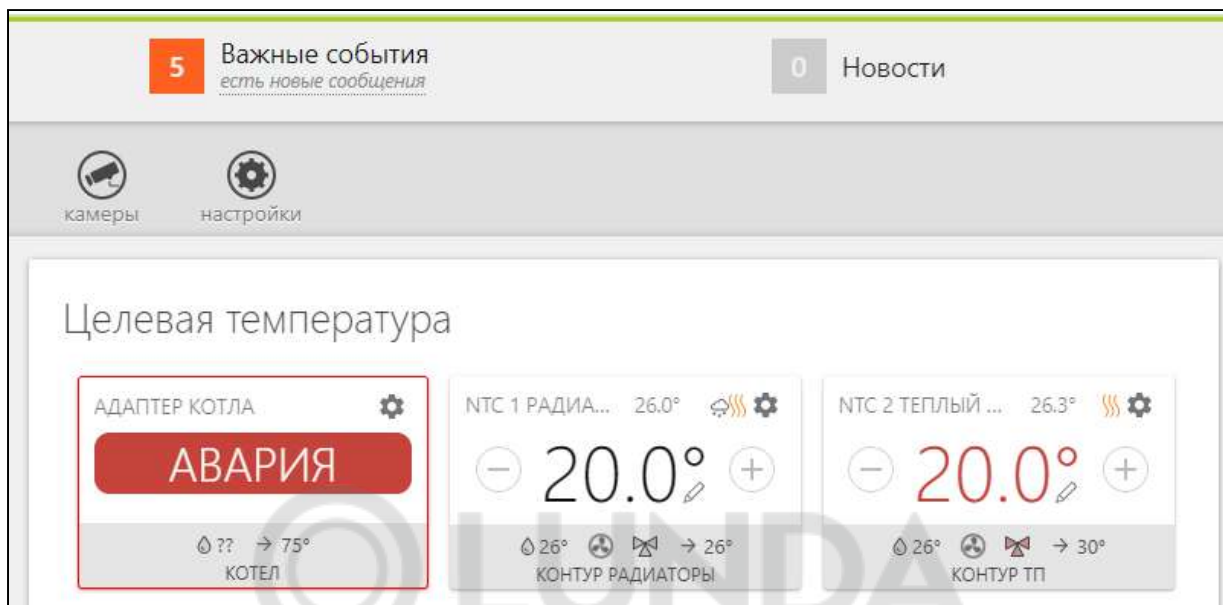 5 Важные события
есть новые сообщения
0 Новости
камеры настройки
Целевая температура
АДАПТЕР КОТЛА
АВАРИЯ
?? → 75°
КОТЕЛ
NTC 1 РАДИА... 26.0°
− 20.0° +
26° → 26°
КОНТУР РАДИАТОРЫ
NTC 2 ТЕПЛЫЙ ... 26.3°
− 20.0° +
26° → 30°
КОНТУР ТП
LUNDA